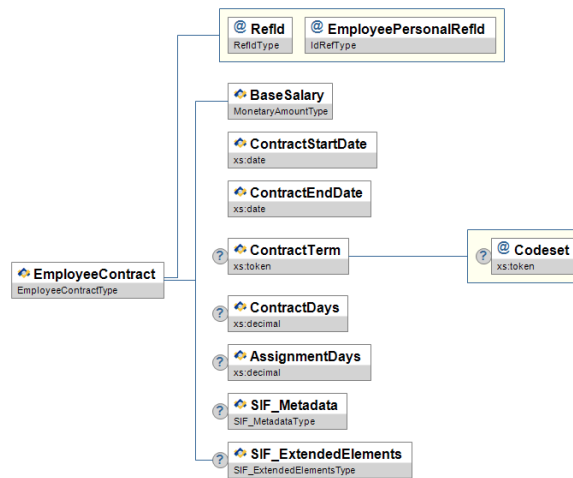 @ RefId
RefIdType
@ EmployeePersonalRefId
IdRefType
BaseSalary
MonetaryAmountType
ContractStartDate
xs:date
ContractEndDate
xs:date
? ContractTerm
xs:token
? @ Codeset
xs:token
EmployeeContract
EmployeeContractType
? ContractDays
xs:decimal
? AssignmentDays
xs:decimal
? SIF_Metadata
SIF_MetadataType
? SIF_ExtendedElements
SIF_ExtendedElementsType